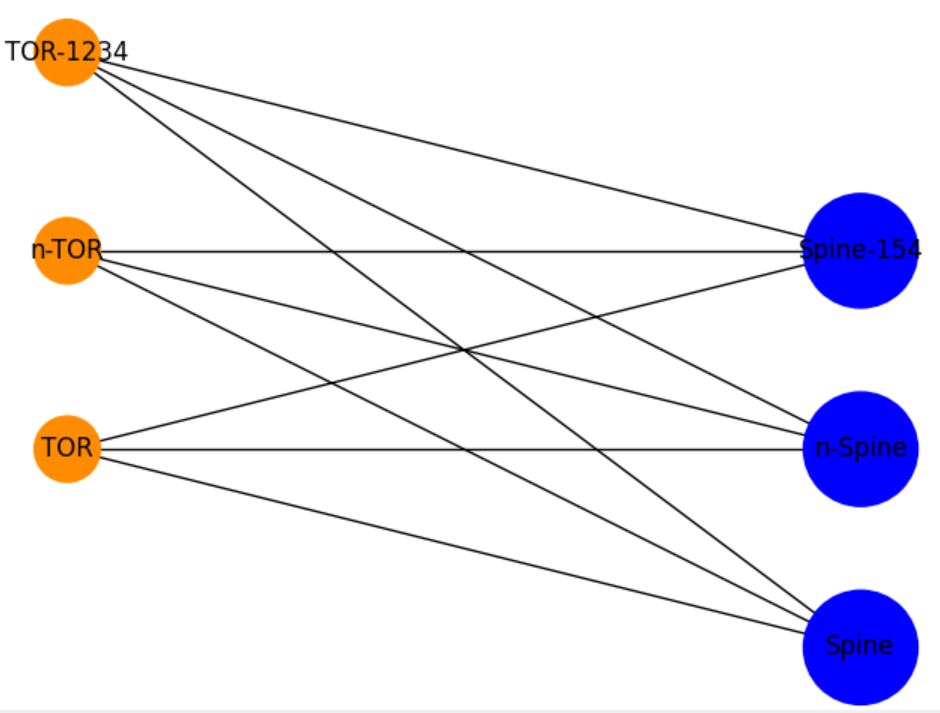 TOR-1234
n-TOR
Spine-154
TOR
n-Spine
Spine